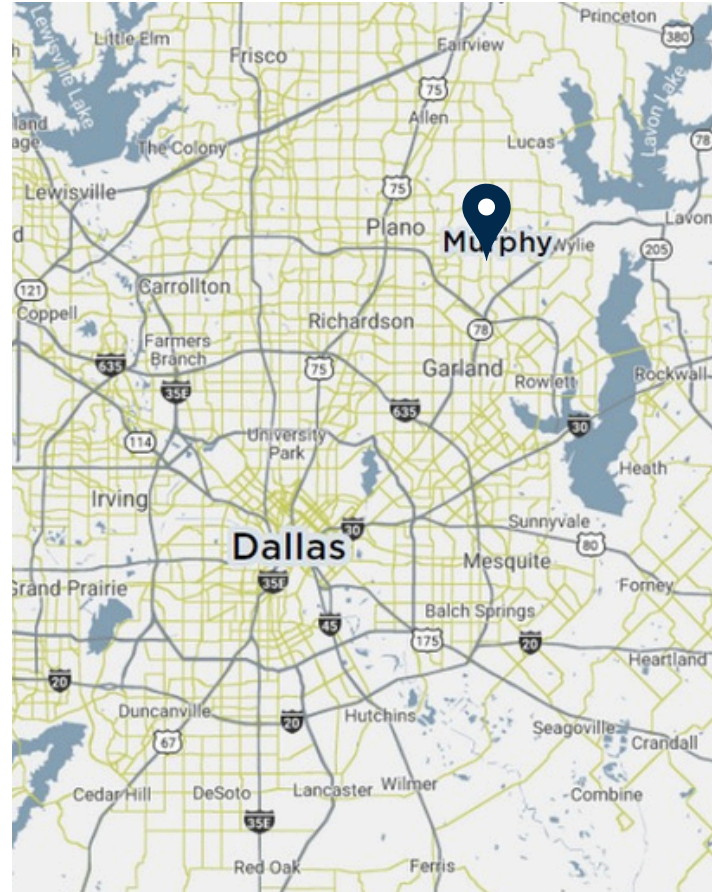 Princeton
380
Little Elm
Fairview
Frisco
Lewisville Lake
75
Allen
Lavon Lake
78
The Colony
Lucas
Lewisville
75
Plano
Lavon
Murphy
Wylie
205
121
Carrollton
Coppell
Richardson
78
Farmers
Branch
635
75
Garland
Rowlett
Rockwall
35E
635
30
114
University
Park
Heath
Irving
30
Sunnyvale
80
Dallas
Mesquite
35E
Grand Prairie
Forney
45
Balch Springs
175
20
Heartland
20
Duncanville
20
Hutchins
67
Seagoville
Crandall
Cedar Hill
DeSoto
Lancaster
Wilmer
Combine
35E
Red Oak
Ferris